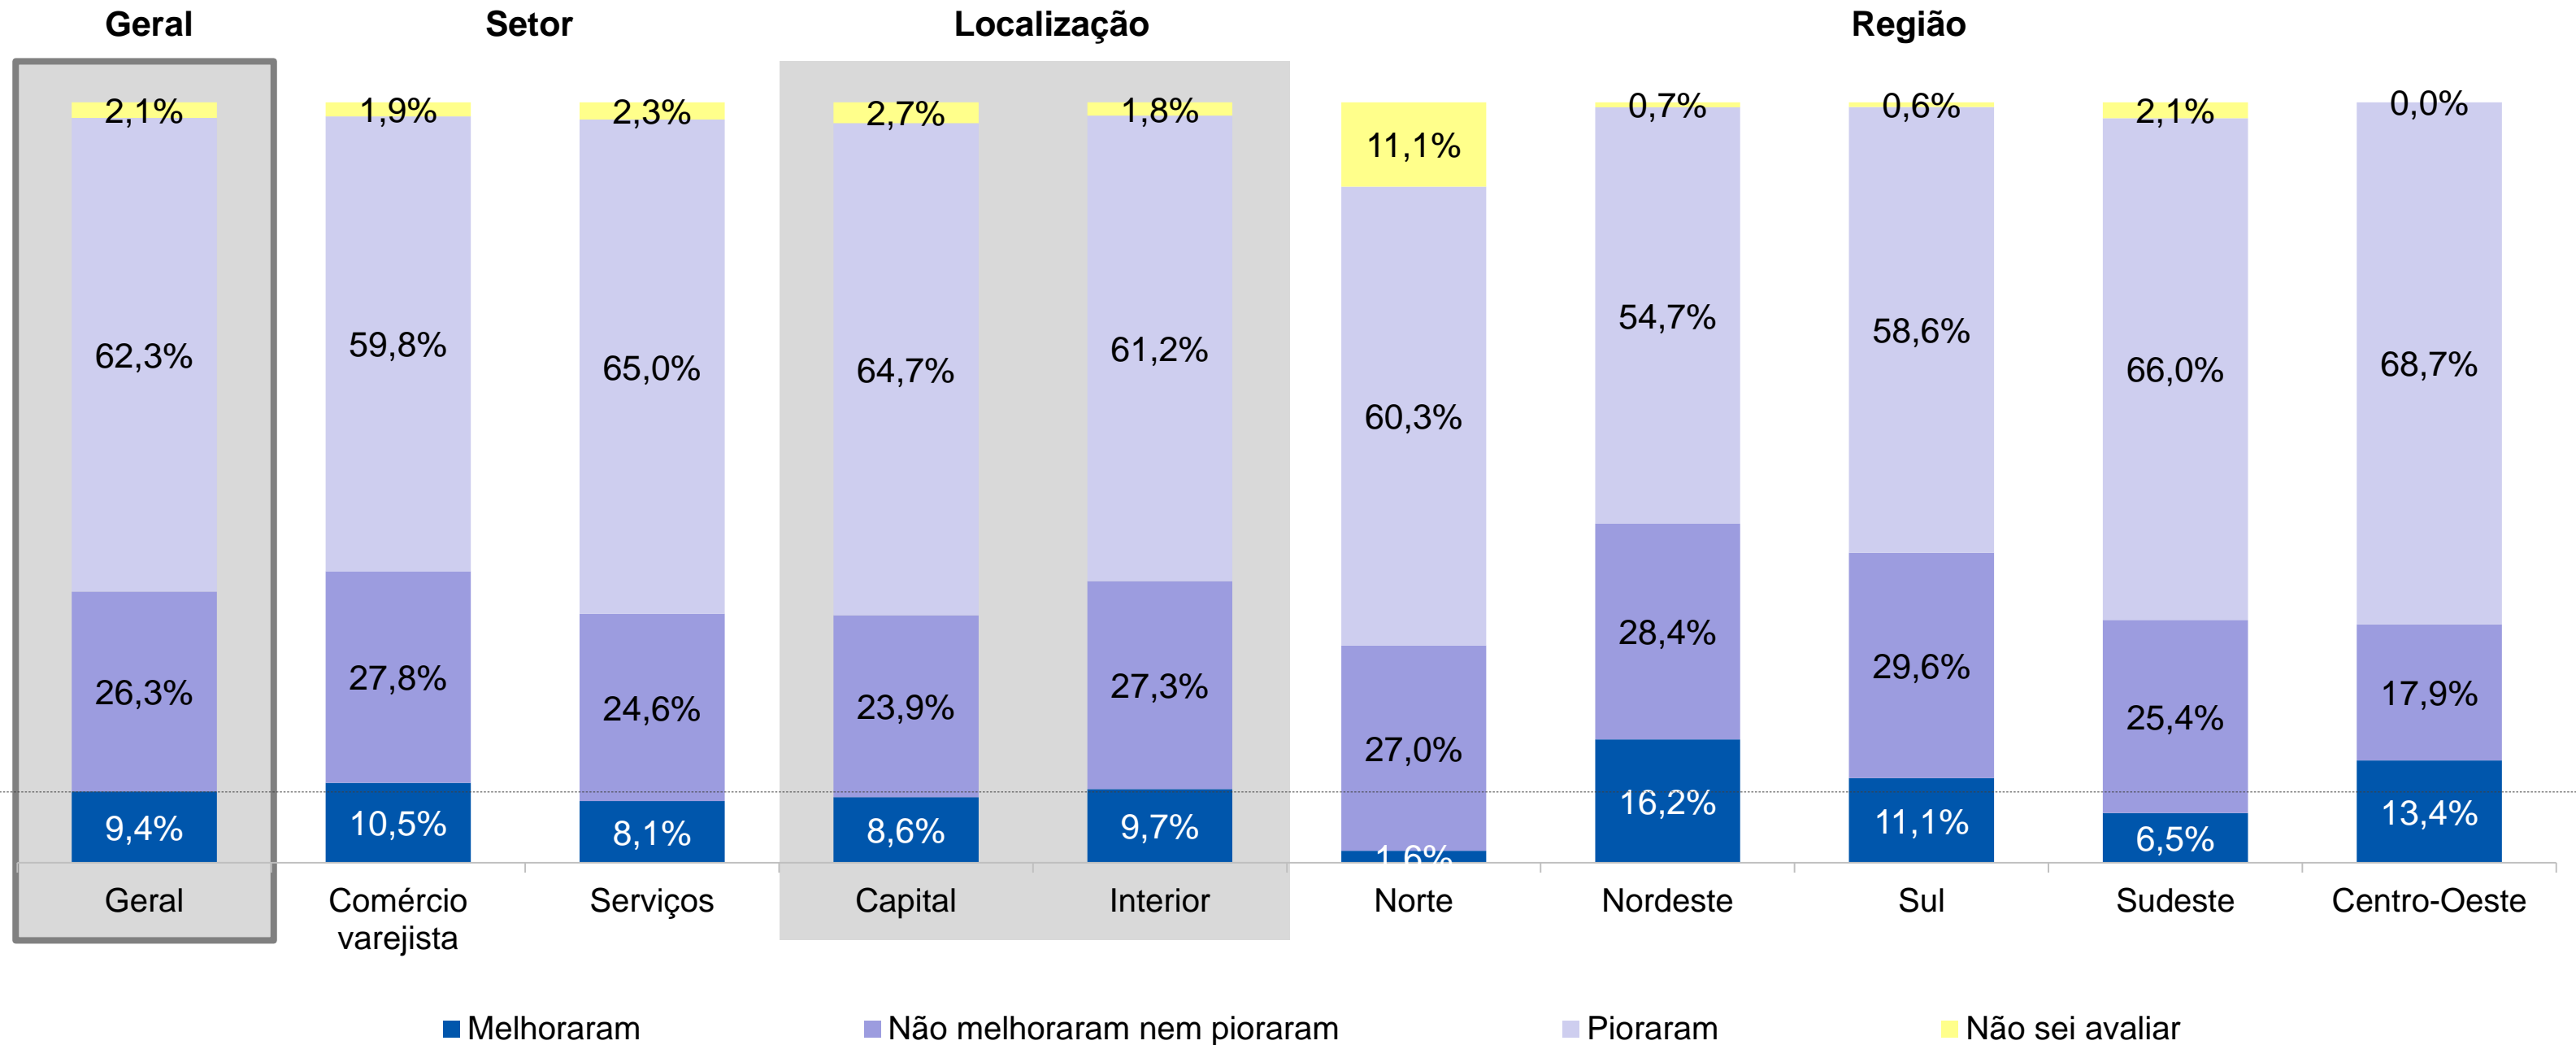 Geral Setor Localização Região
2,1% 1,9% 2,3% 2,7% 1,8% 11,1% 0,7% 0,6% 2,1% 0,0%
62,3% 59,8% 65,0% 64,7% 61,2% 60,3% 54,7% 58,6% 66,0% 68,7%
26,3% 27,8% 24,6% 23,9% 27,3% 27,0% 28,4% 29,6% 25,4% 17,9%
9,4% 10,5% 8,1% 8,6% 9,7% 1,6% 16,2% 11,1% 6,5% 13,4%
Geral Comércio Serviços Capital Interior Norte Nordeste Sul Sudeste Centro-Oeste
varejista
Melhoraram Não melhoraram nem pioraram Pioraram Não sei avaliar